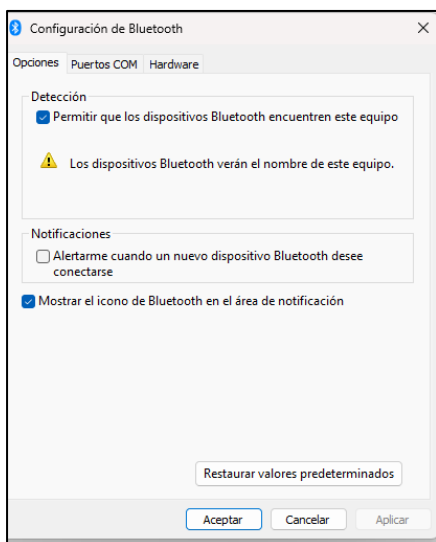 Configuración de Bluetooth
Opciones Puertos COM Hardware
Detección
Permitir que los dispositivos Bluetooth encuentren este equipo
Los dispositivos Bluetooth verán el nombre de este equipo.
Notificaciones
Alertarme cuando un nuevo dispositivo Bluetooth desee
conectarse
Mostrar el icono de Bluetooth en el área de notificación
Restaurar valores predeterminados
Aceptar Cancelar Aplicar